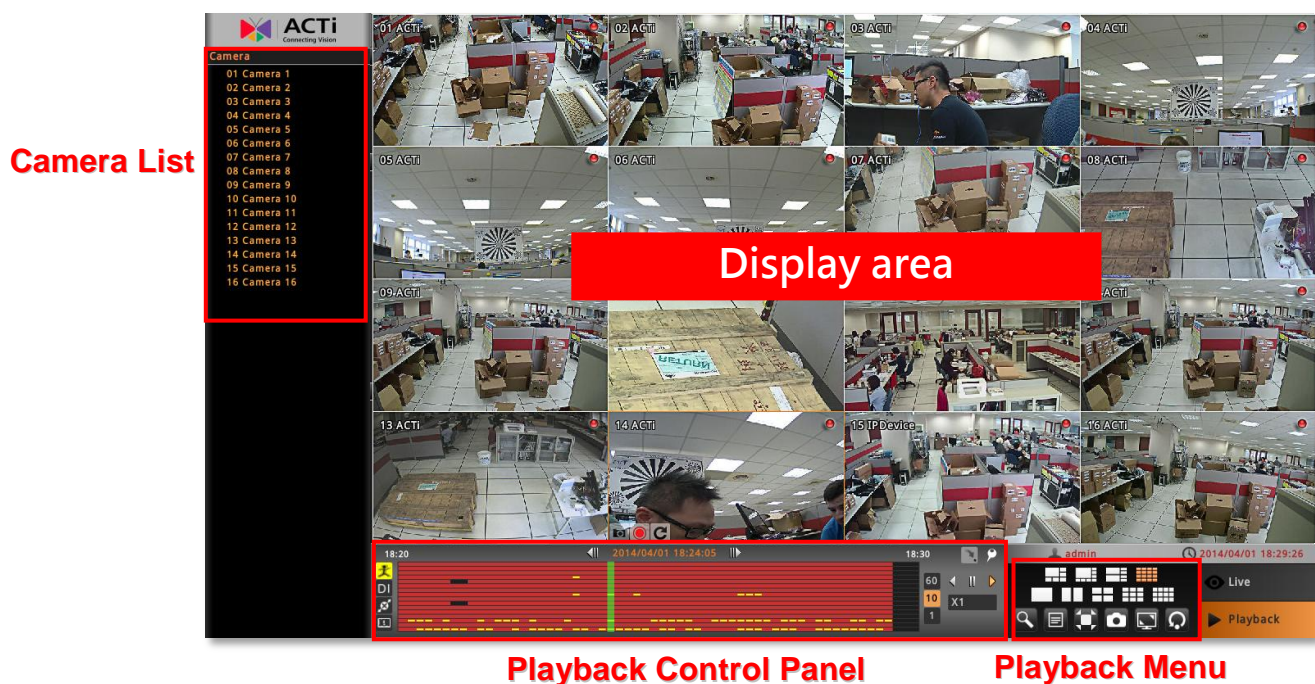 ACTi
Connecting Vision
Camera
01 Camera 1
02 Camera 2
03 Camera 3
04 Camera 4
05 Camera 5
06 Camera 6
07 Camera 7
08 Camera 8
09 Camera 9
10 Camera 10
11 Camera 11
12 Camera 12
13 Camera 13
14 Camera 14
15 Camera 15
16 Camera 16
Camera List
01 ACTi
02 ACTi
03 ACTi
04 ACTi
05 ACTi
06 ACTi
07 ACTi
08 ACTi
Display area
09 ACTi
ACTi
13 ACTi
14 ACTi
15 IPDevice
16 ACTi
18:20
2014/04/01 18:24:05
18:30
DI
60
10
1
X1
admin
2014/04/01 18:29:26
Live
Playback
Playback Control Panel
Playback Menu